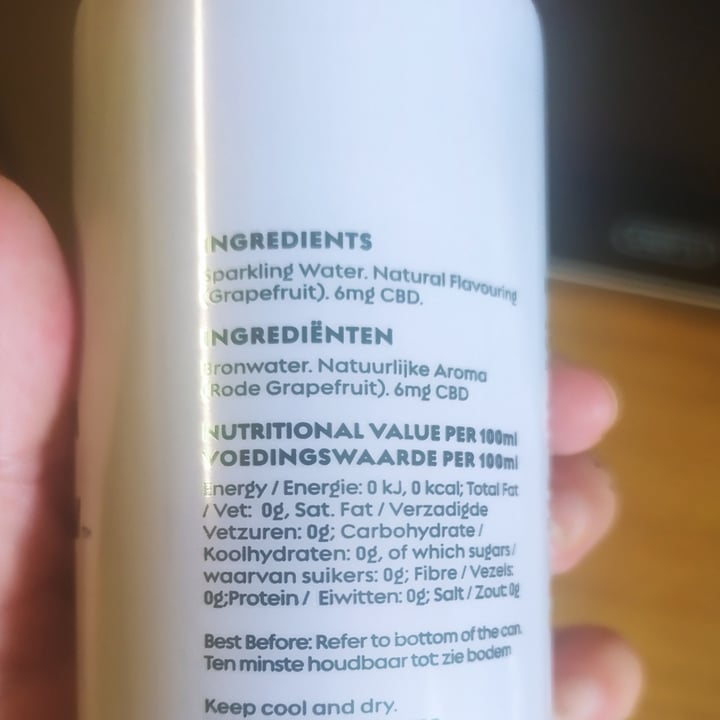 INGREDIENTS
Sparkling Water. Natural Flavouring
(Grapefruit). 6mg CBD.
INGREDIËNTEN
Bronwater. Natuurlijke Aroma
(Rode Grapefruit). 6mg CBD
NUTRITIONAL VALUE PER 100ml
VOEDINGSWAARDE PER 100ml
Energy / Energie: 0 kJ, 0 kcal; Total Fat
/ Vet: 0g, Sat. Fat / Verzadigde
Vetzuren: 0g; Carbohydrate /
Koolhydraten: 0g, of which sugars /
waarvan suikers: 0g; Fibre / Vezels:
0g;Protein / Eiwitten: 0g; Salt / Zout: 0g
Best Before: Refer to bottom of the can.
Ten minste houdbaar tot: zie bodem
Keep cool and dry.